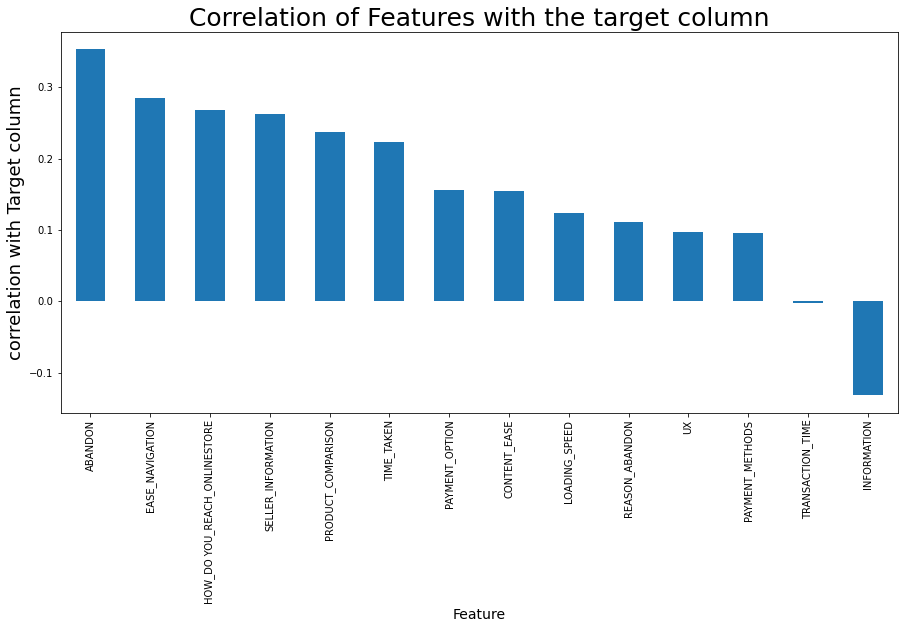 Correlation of Features with the target column
correlation with Target column
0.3
0.2
0.1
0.0
−0.1
ABANDON
EASE_NAVIGATION
HOW_DO YOU_REACH_ONLINESTORE
SELLER_INFORMATION
PRODUCT_COMPARISON
TIME_TAKEN
PAYMENT_OPTION
CONTENT_EASE
LOADING_SPEED
REASON_ABANDON
UX
PAYMENT_METHODS
TRANSACTION_TIME
INFORMATION
Feature